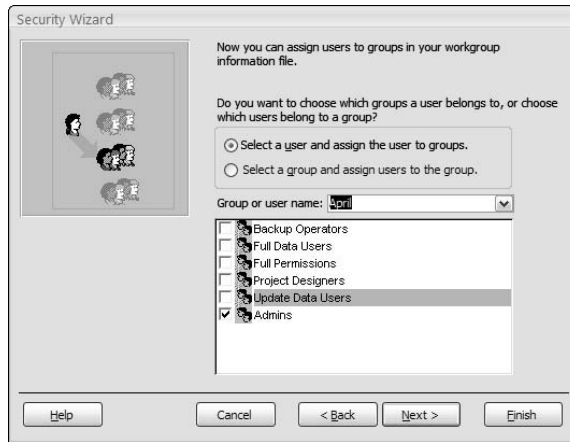 Security Wizard
Now you can assign users to groups in your workgroup
information file.
Do you want to choose which groups a user belongs to, or choose
which users belong to a group?
Select a user and assign the user to groups.
Select a group and assign users to the group.
Group or user name: April
Backup Operators
Full Data Users
Full Permissions
Project Designers
Update Data Users
Admins
Help
Cancel
< Back
Next >
Finish